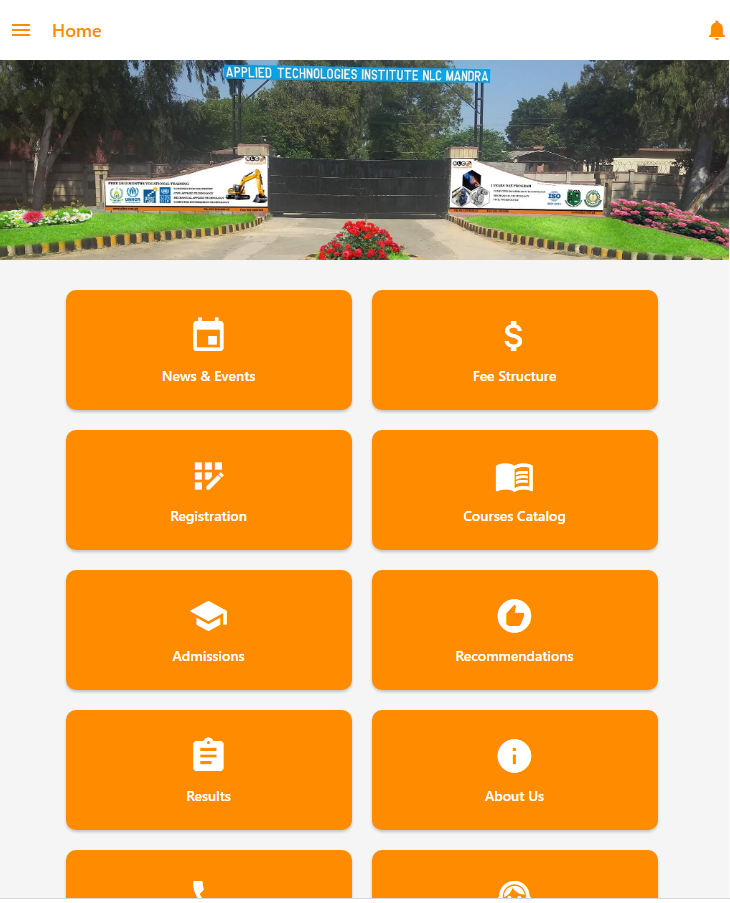 Home
APPLIED TECHNOLOGIES INSTITUTE NLC MANDRA
News & Events
Fee Structure
Registration
Courses Catalog
Admissions
Recommendations
Results
About Us